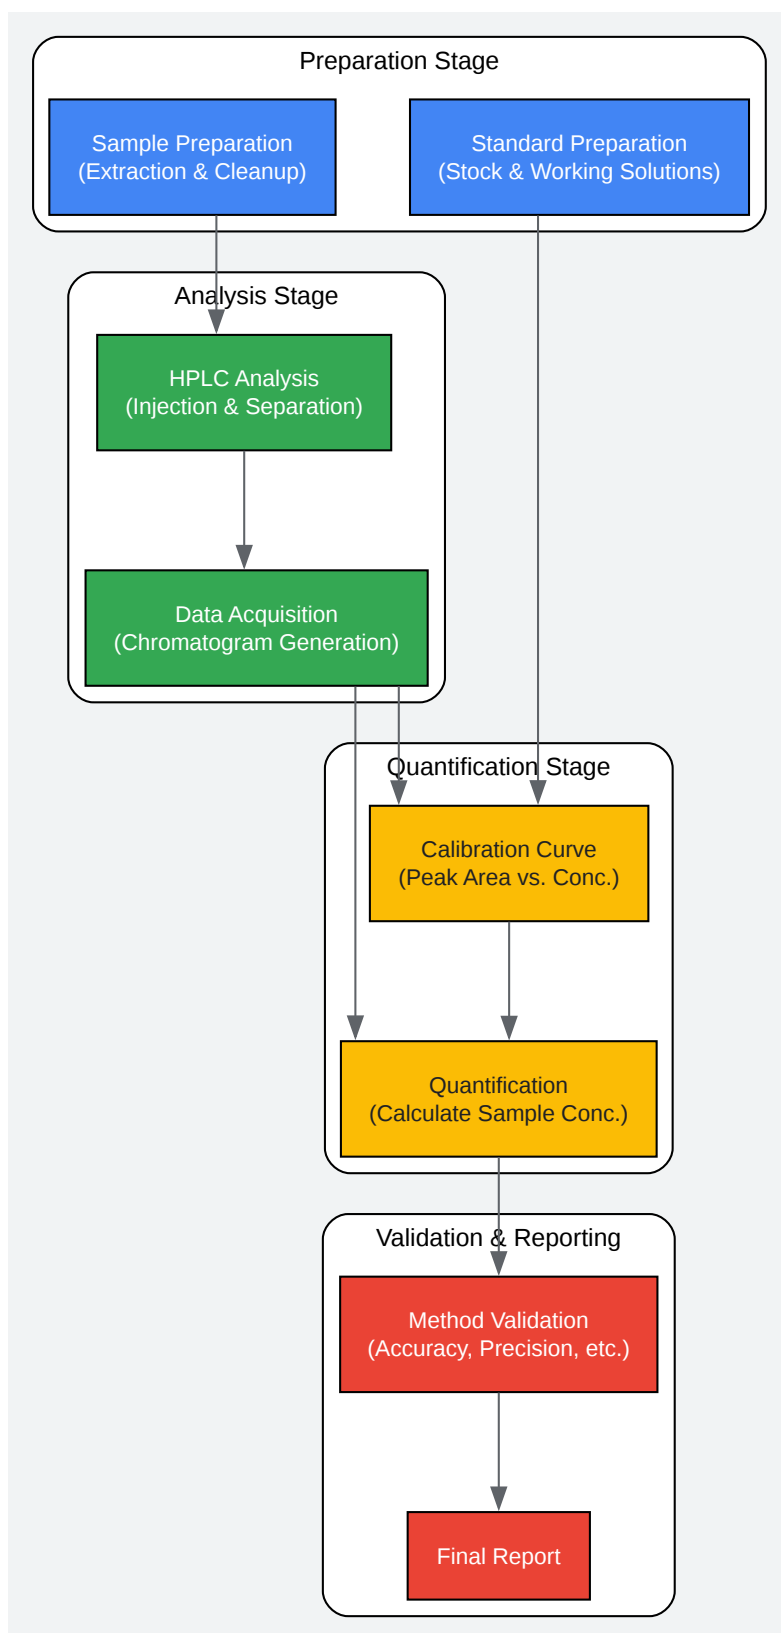 Preparation Stage
Sample Preparation
(Extraction & Cleanup)
Standard Preparation
(Stock & Working Solutions)
Analysis Stage
HPLC Analysis
(Injection & Separation)
Data Acquisition
(Chromatogram Generation)
Quantification Stage
Calibration Curve
(Peak Area vs. Conc.)
Quantification
(Calculate Sample Conc.)
Validation & Reporting
Method Validation
(Accuracy, Precision, etc.)
Final Report